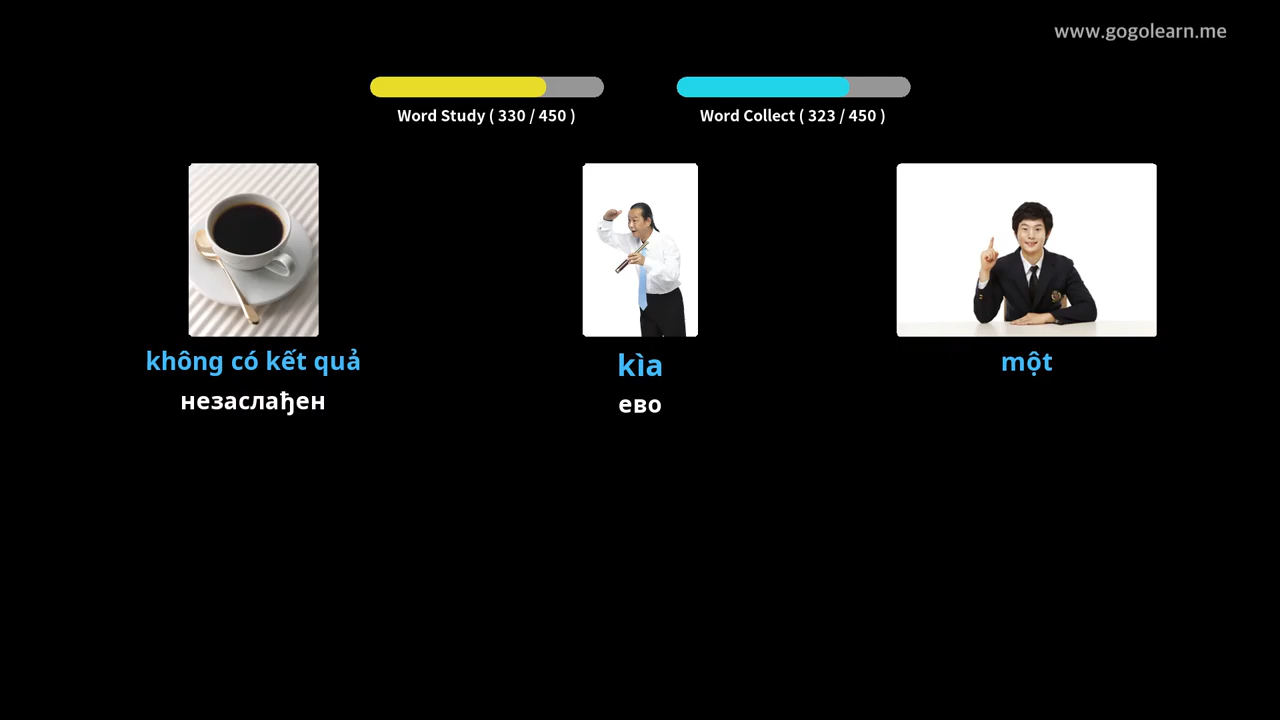 www.gogolearn.me
Word Study ( 330 / 450 )
Word Collect ( 323 / 450 )
không có kết quả
незаслађен
kìa
ево
một